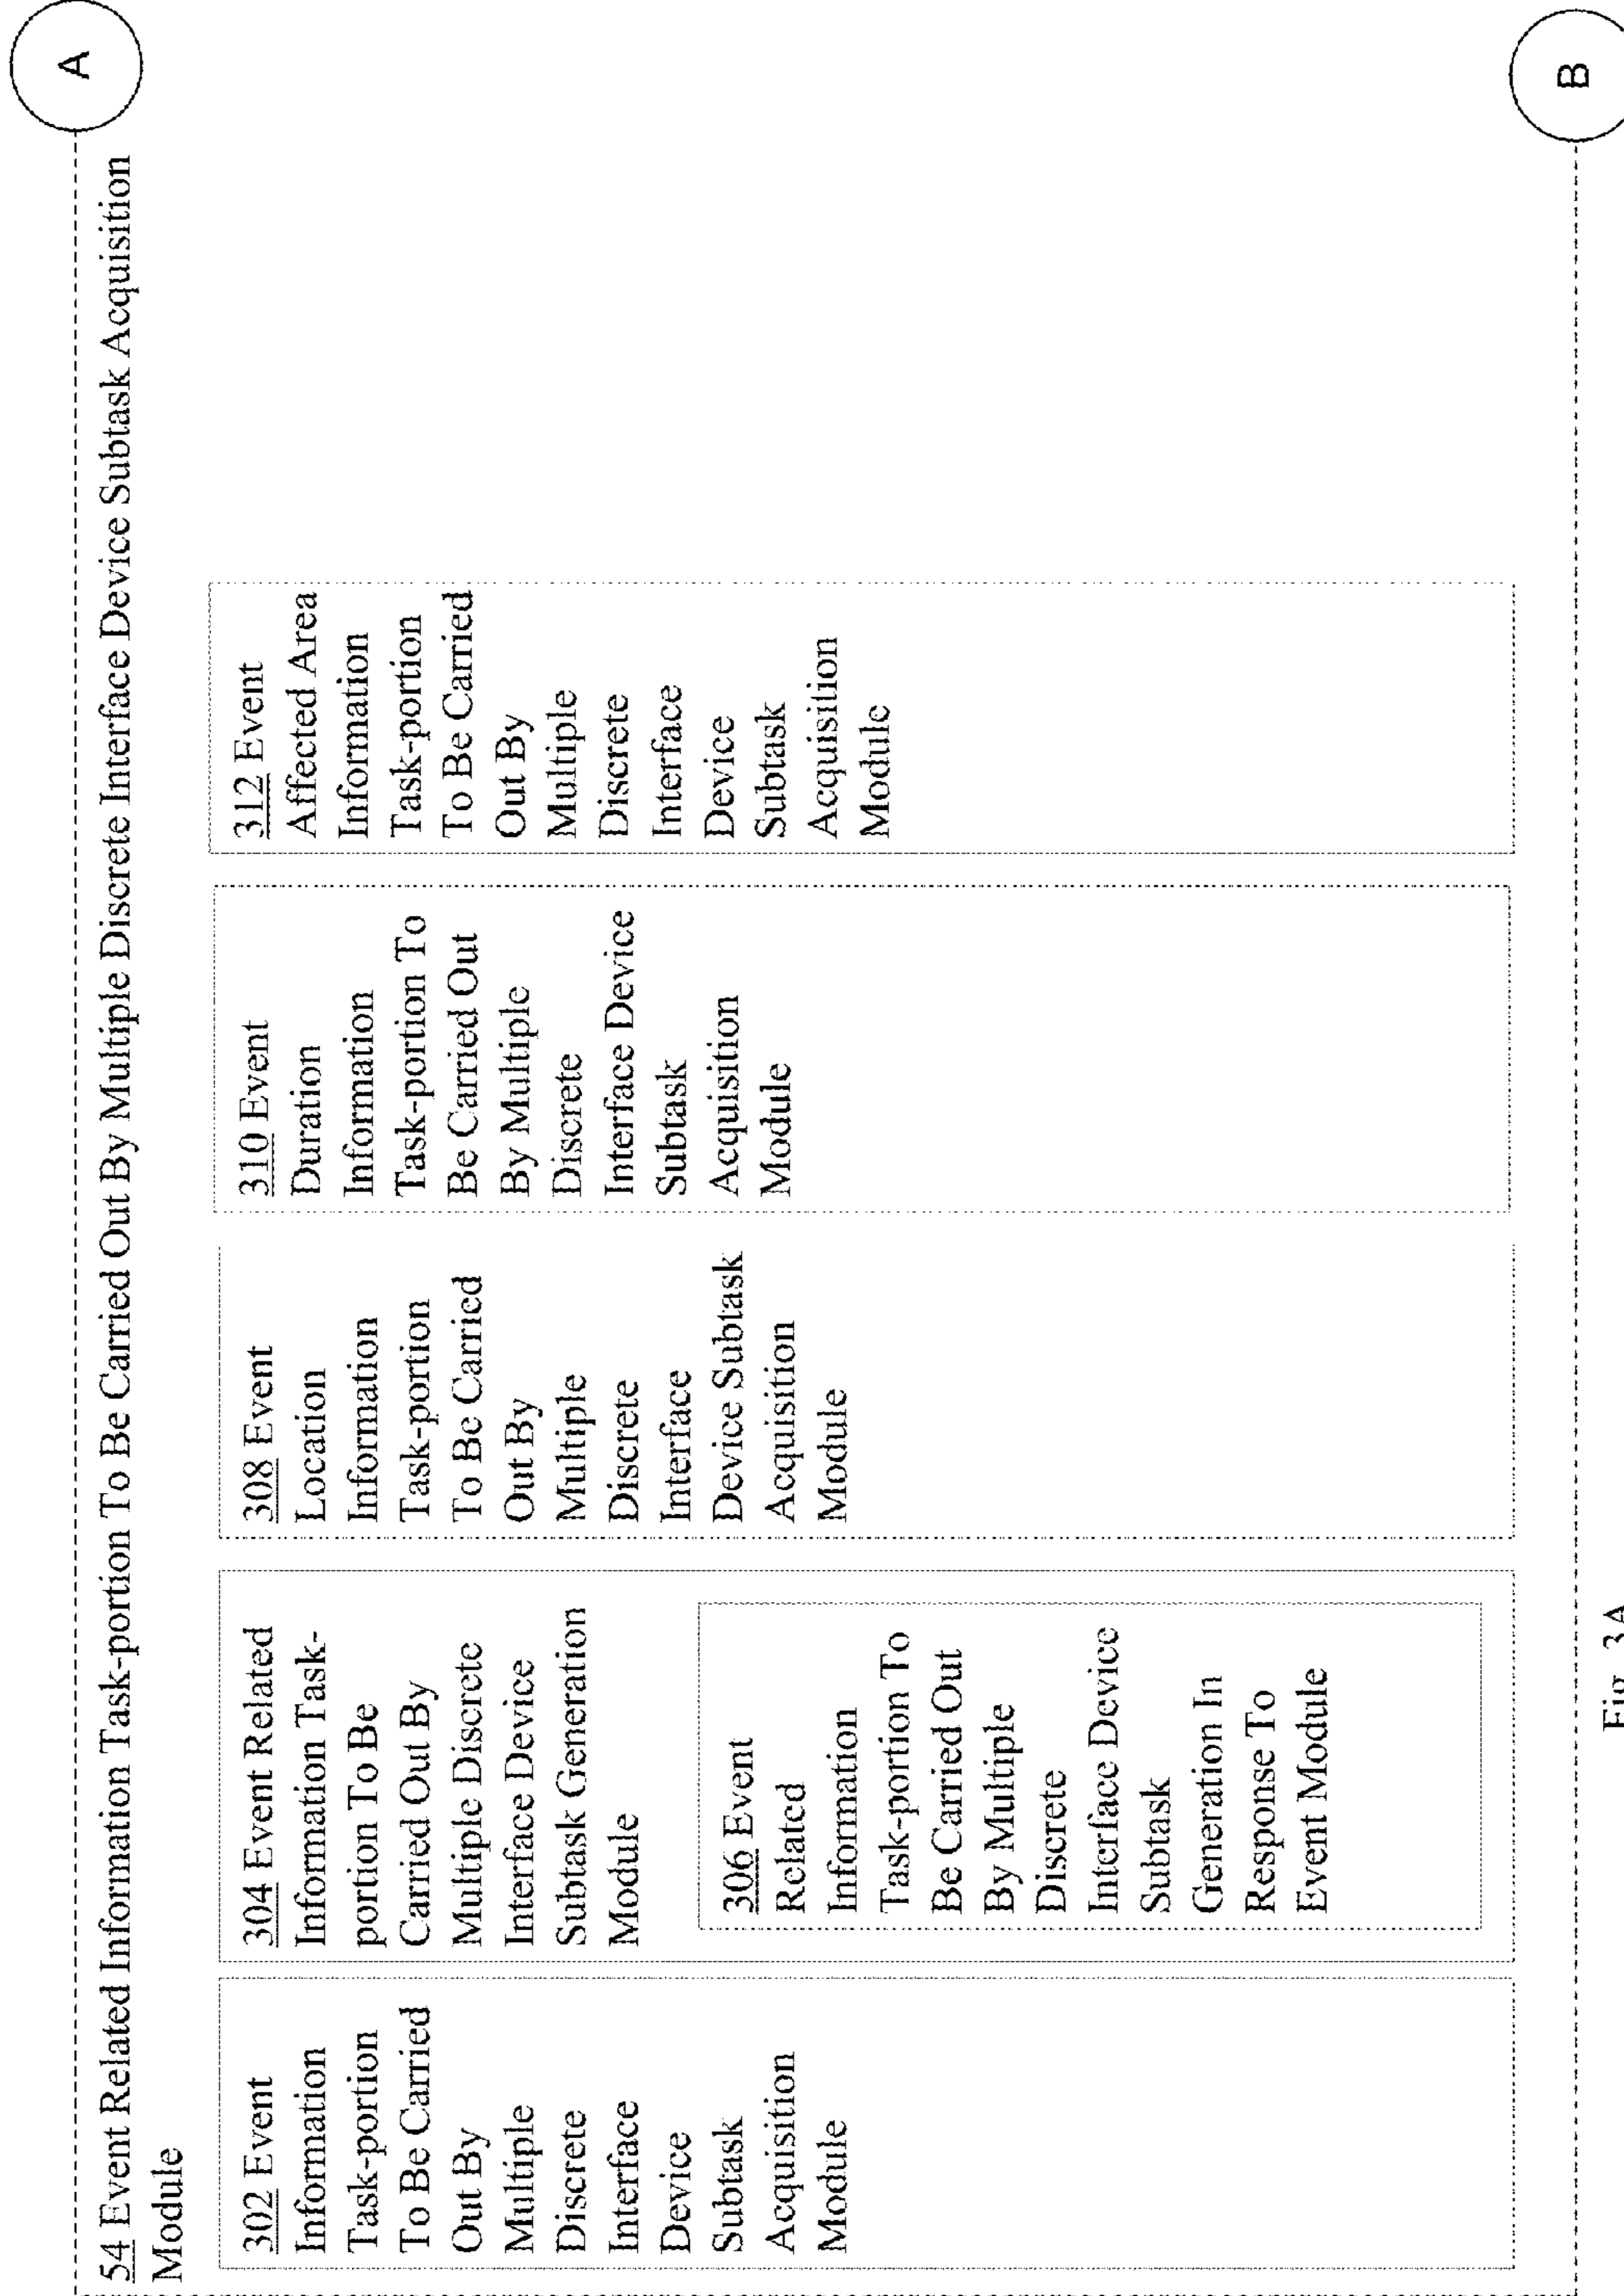 A
54 Event Related Information Task-portion To Be Carried Out By Multiple Discrete Interface Device Subtask Acquisition
Module
302 Event
Information
Task-portion
To Be Carried
Out By
Multiple
Discrete
Interface
Device
Subtask
Acquisition
Module
304 Event Related
Information Task-
portion To Be
Carried Out By
Multiple Discrete
Interface Device
Subtask Generation
Module
306 Event
Related
Information
Task-portion To
Be Carried Out
By Multiple
Discrete
Interface Device
Subtask
Generation In
Response To
Event Module
308 Event
Location
Information
Task-portion
To Be Carried
Out By
Multiple
Discrete
Interface
Device Subtask
Acquisition
Module
310 Event
Duration
Information
Task-portion To
Be Carried Out
By Multiple
Discrete
Interface Device
Subtask
Acquisition
Module
312 Event
Affected Area
Information
Task-portion
To Be Carried
Out By
Multiple
Discrete
Interface
Device
Subtask
Acquisition
Module
B
Fig. 3A